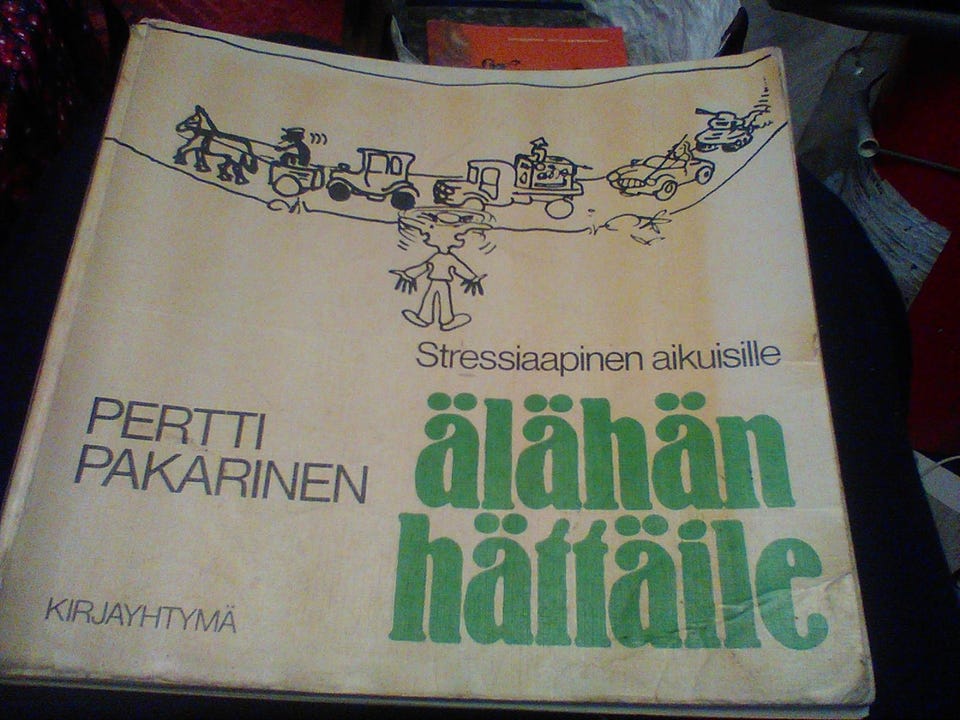 Stressiaapinen aikuisille
PERTTI
PAKARINEN
älähän
hättäile
KIRJAYHTYMÄ